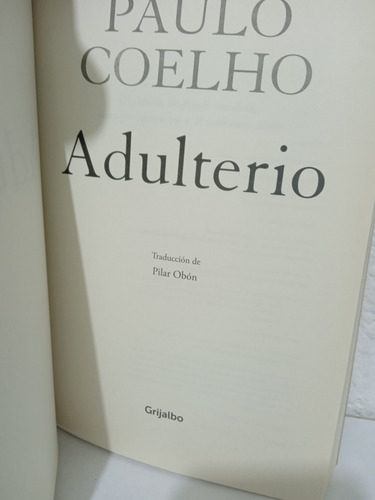 PAULO
COELHO
Adulterio
Traducción de
Pilar Obón
Grijalbo